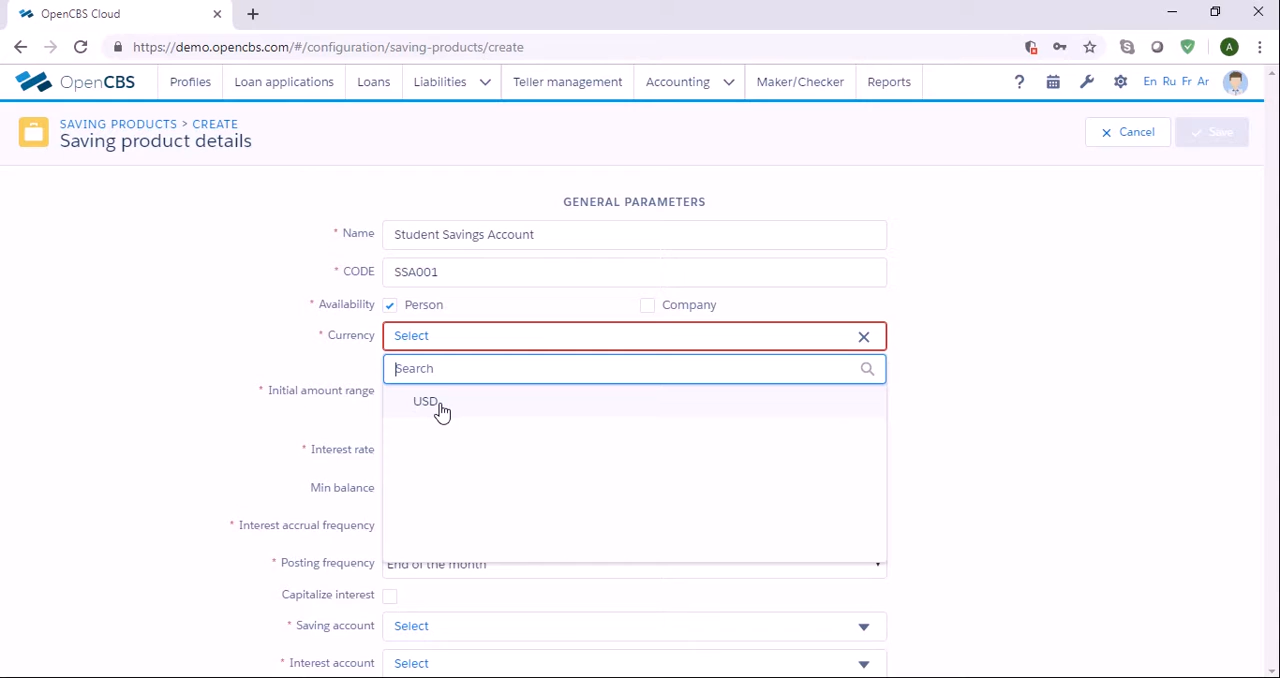 OpenCBS Cloud
https://demo.opencbs.com/#/configuration/saving-products/create
A
OpenCBS Profiles Loan applications Loans Liabilities Teller management Accounting Maker/Checker Reports ? En Ru Fr Ar
SAVING PRODUCTS > CREATE
Saving product details
Cancel Save
GENERAL PARAMETERS
* Name Student Savings Account
* CODE SSA001
* Availability Person Company
* Currency Select
Search
* Initial amount range
USD
* Interest rate
Min balance
* Interest accrual frequency
* Posting frequency End of the month
Capitalize interest
* Saving account Select
* Interest account Select